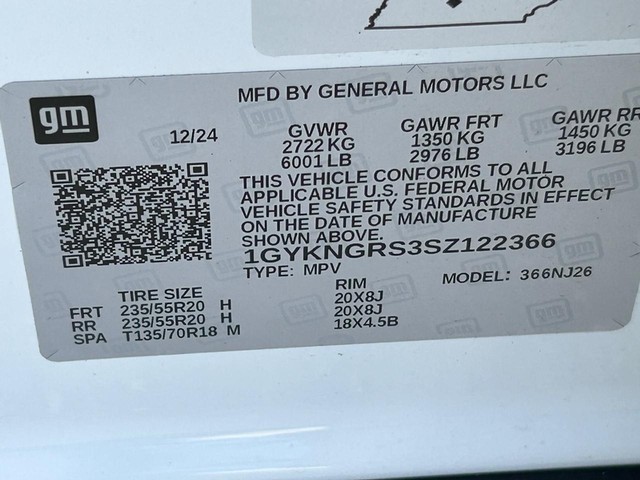 gm
MFD BY GENERAL MOTORS LLC
12/24
GVWR GAWR FRT GAWR RR
2722 KG 1350 KG 1450 KG
6001 LB 2976 LB 3196 LB
THIS VEHICLE CONFORMS TO ALL
APPLICABLE U.S. FEDERAL MOTOR
VEHICLE SAFETY STANDARDS IN EFFECT
ON THE DATE OF MANUFACTURE
SHOWN ABOVE.
1GYKNGRS3SZ122366
TYPE: MPV MODEL: 366NJ26
TIRE SIZE RIM
FRT 235/55R20 H 20X8J
RR 235/55R20 H 20X8J
SPA T135/70R18 M 18X4.5B